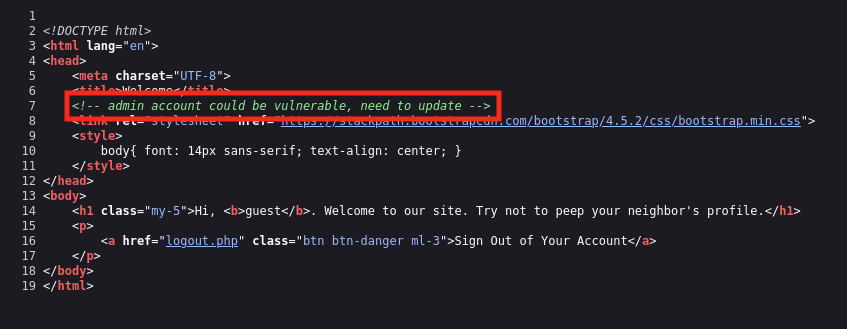 1
2 <!DOCTYPE html>
3 <html lang="en">
4 <head>
5     <meta charset="UTF-8">
6     <title>Welcome</title>
7     <!-- admin account could be vulnerable, need to update -->
8     <link rel="stylesheet" href="https://stackpath.bootstrapcdn.com/bootstrap/4.5.2/css/bootstrap.min.css">
9     <style>
10         body{ font: 14px sans-serif; text-align: center; }
11     </style>
12 </head>
13 <body>
14     <h1 class="my-5">Hi, <b>guest</b>. Welcome to our site. Try not to peep your neighbor's profile.</h1>
15     <p>
16         <a href="logout.php" class="btn btn-danger ml-3">Sign Out of Your Account</a>
17     </p>
18 </body>
19 </html>